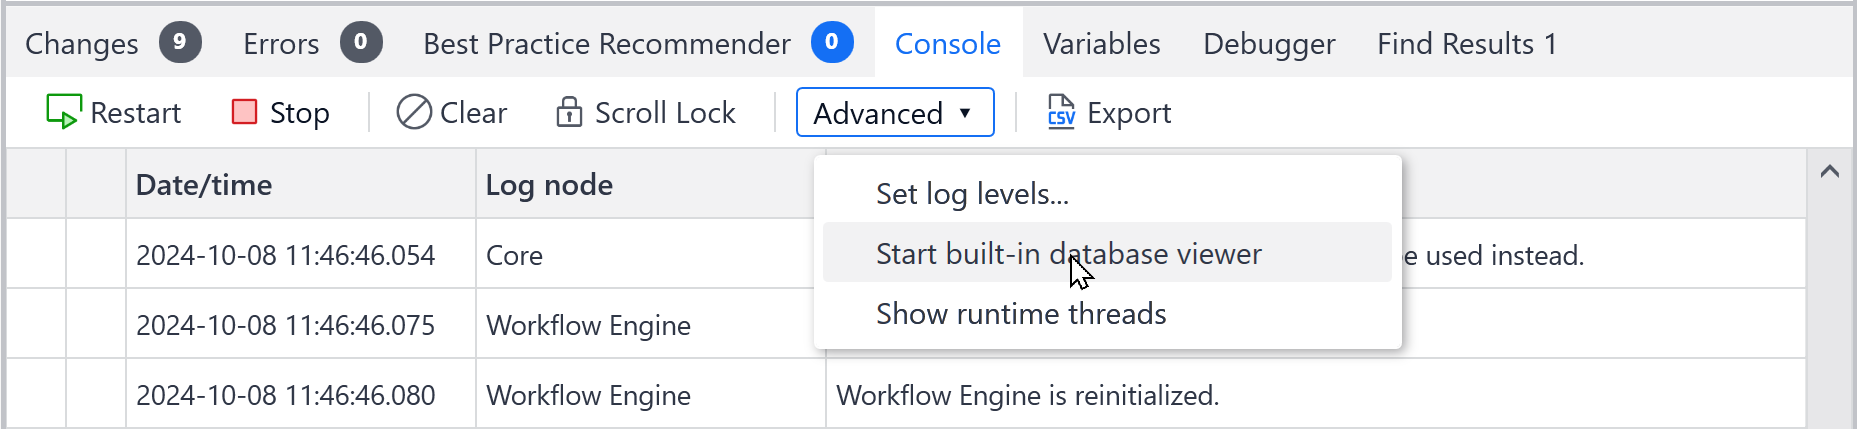 Changes 9 Errors 0 Best Practice Recommender 0 Console Variables Debugger Find Results 1
Restart Stop Clear Scroll Lock Advanced ▼ CSV Export
Date/time Log node
Set log levels...
2024-10-08 11:46:46.054 Core
Start built-in database viewer
used instead.
2024-10-08 11:46:46.075 Workflow Engine
Show runtime threads
2024-10-08 11:46:46.080 Workflow Engine Workflow Engine is reinitialized.